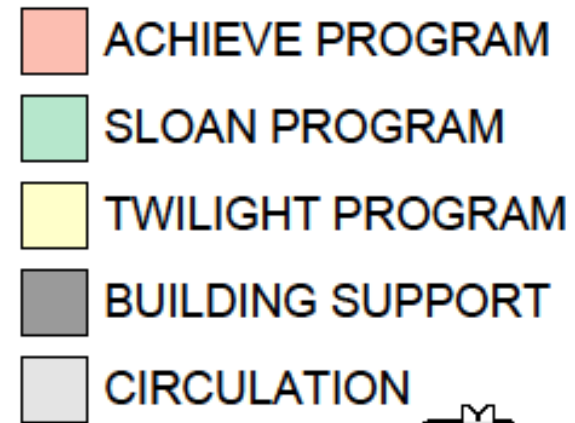 ACHIEVE PROGRAM
SLOAN PROGRAM
TWILIGHT PROGRAM
BUILDING SUPPORT
CIRCULATION